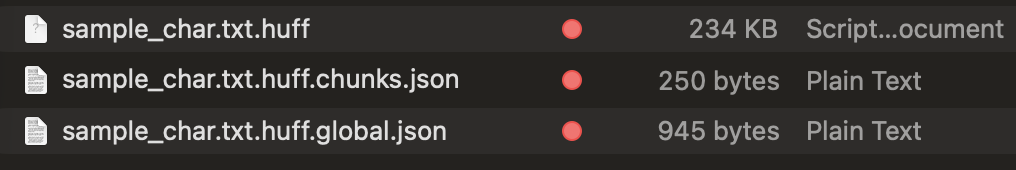 sample_char.txt.huff 234 KB Script...ocument
sample_char.txt.huff.chunks.json 250 bytes Plain Text
sample_char.txt.huff.global.json 945 bytes Plain Text